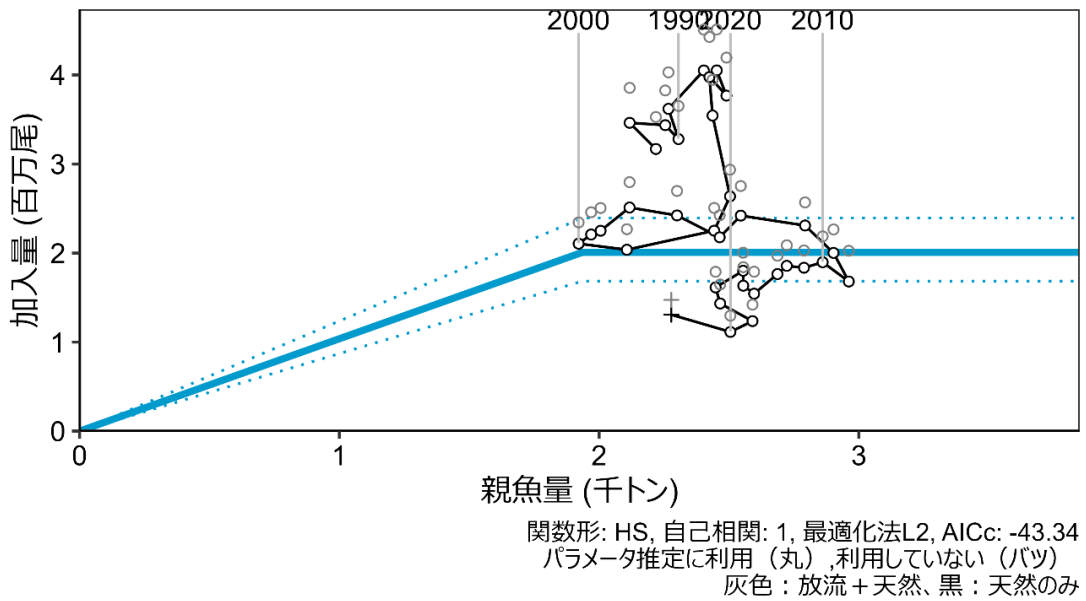 2000 1990 2020 2010
4
3
2
1
0
加入量 (百万尾)
0 1 2 3
親魚量 (千トン)
関数形: HS, 自己相関: 1, 最適化法L2, AICc: -43.34
パラメータ推定に利用（丸）,利用していない（バツ）
灰色：放流＋天然、黒：天然のみ